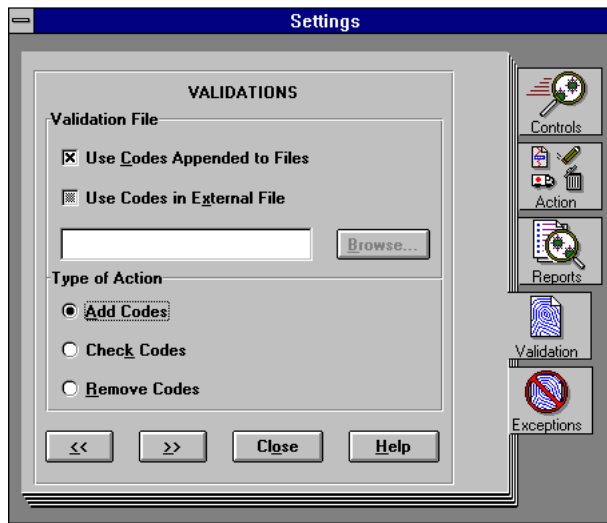 Settings
VALIDATIONS
Validation File
Use Codes Appended to Files
Use Codes in External File
Browse...
Type of Action
Add Codes
Check Codes
Remove Codes
<<
>>
Close
Help
Controls
Action
Reports
Validation
Exceptions